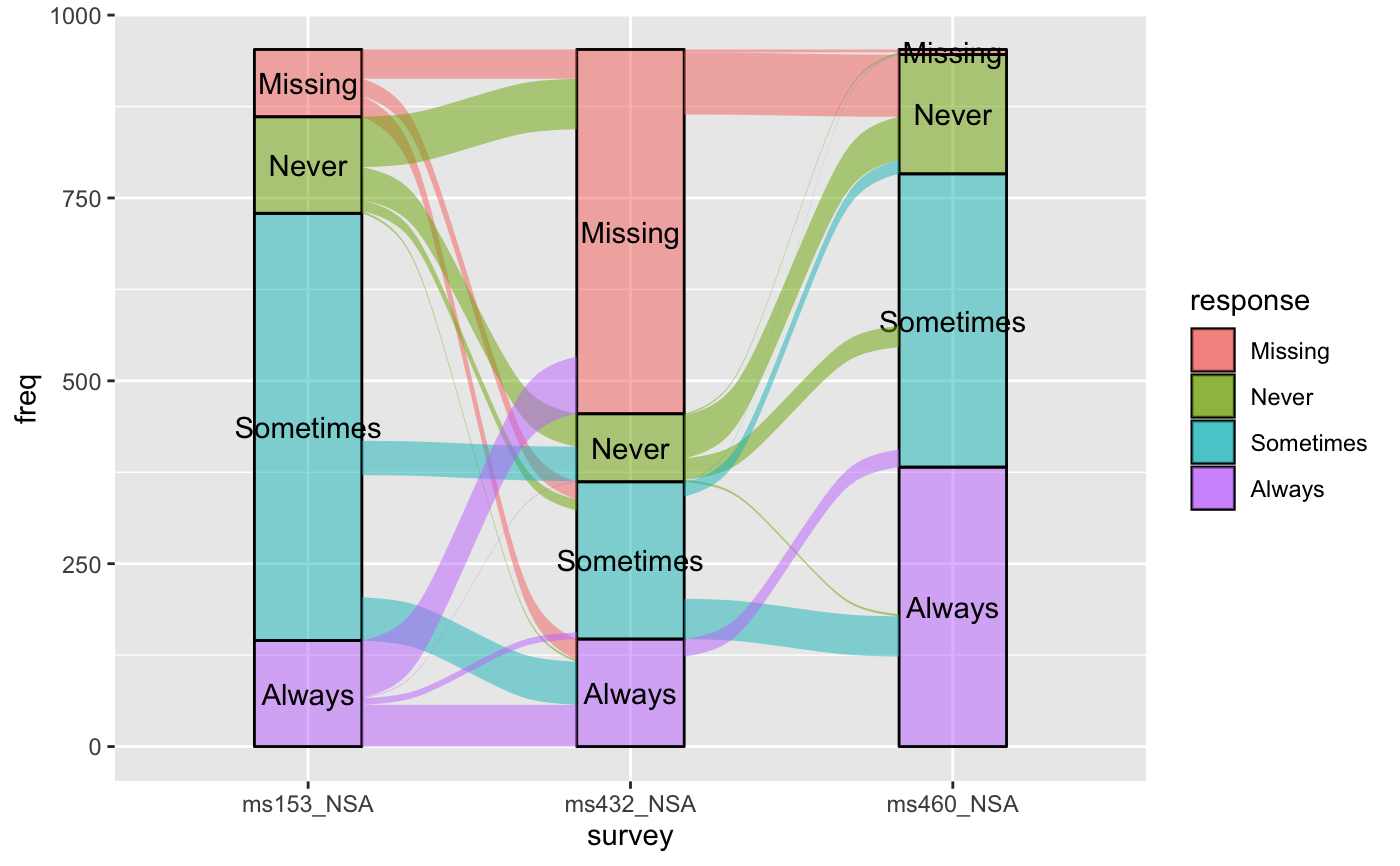 1000
750
500
250
0
freq
Missing
Never
Sometimes
Always
Missing
Never
Sometimes
Always
Missing
Never
Sometimes
Always
ms153_NSA
ms432_NSA
ms460_NSA
survey
response
Missing
Never
Sometimes
Always